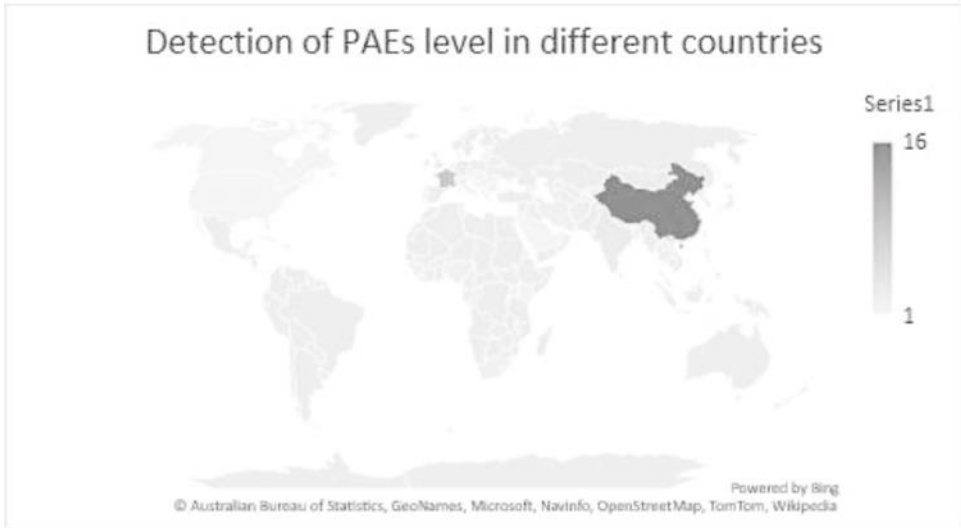 Detection of PAEs level in different countries
Series1
16
1
Powered by Bing
© Australian Bureau of Statistics, GeoNames, Microsoft, Navinfo, OpenStreetMap, TomTom, Wikipedia